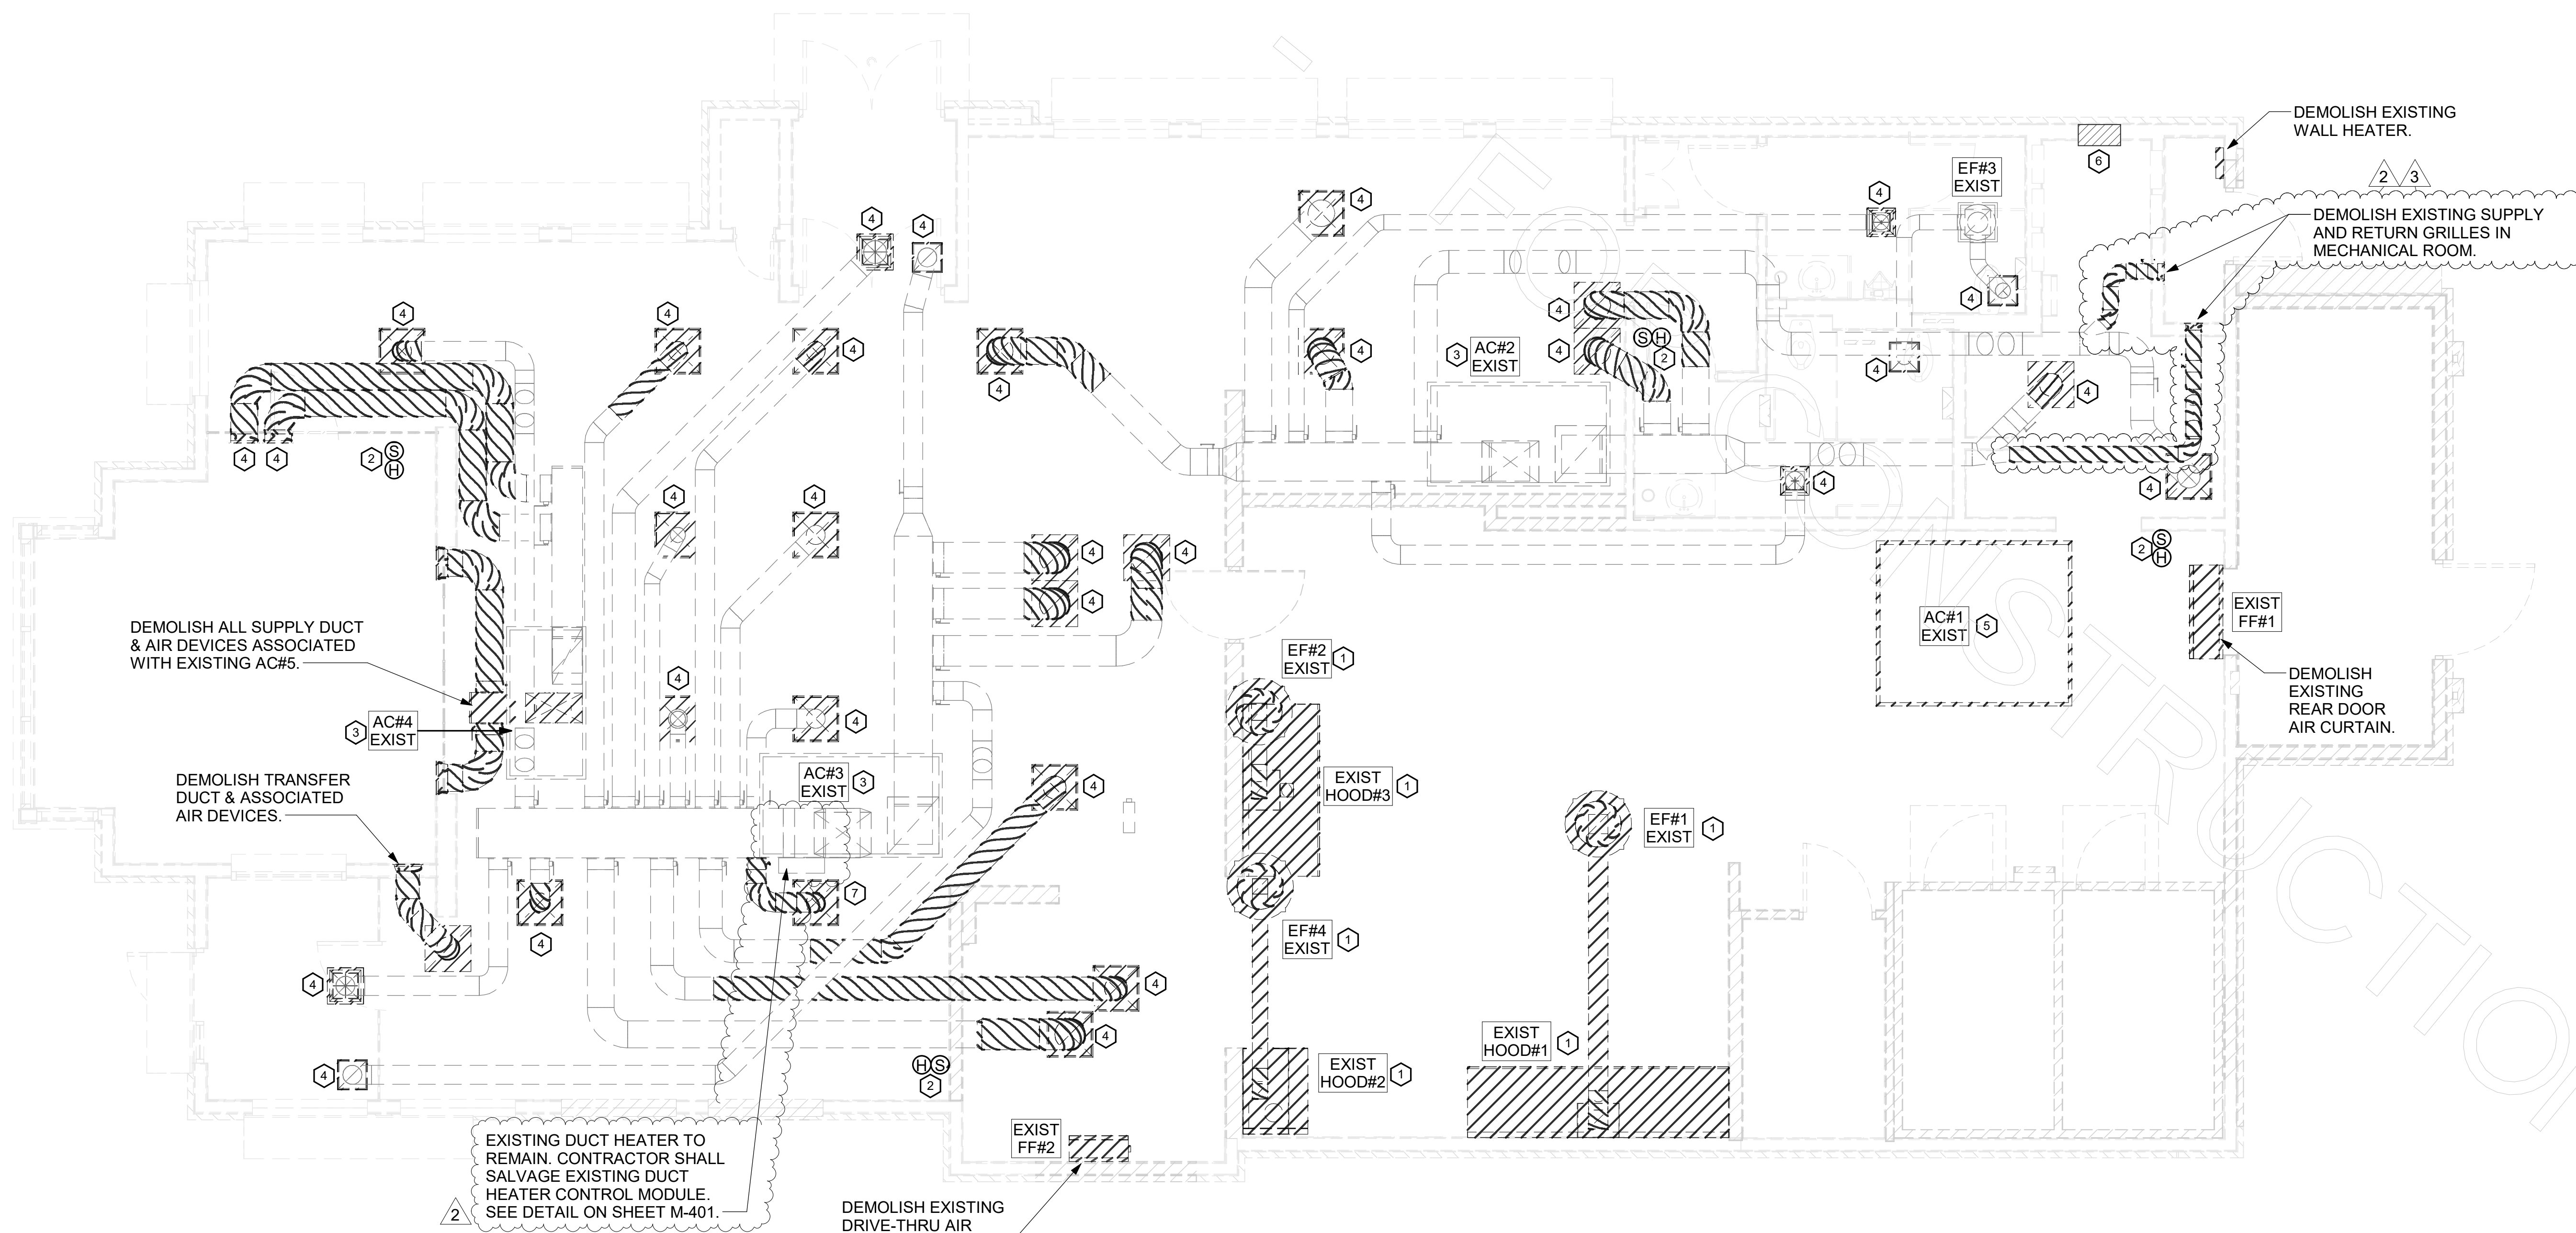 DEMOLISH EXISTING
WALL HEATER.
6
EF#3
EXIST
2 3
DEMOLISH EXISTING SUPPLY
AND RETURN GRILLES IN
MECHANICAL ROOM.
4
4
4
4
4
4
4
4
4
4
4
4
S H
2
3
AC#2
EXIST
4
4
4
4
4
4
4
2
S
H
4
4
4
4
4
4
4
2
S
H
AC#1
EXIST
5
EXIST
FF#1
DEMOLISH
EXISTING
REAR DOOR
AIR CURTAIN.
DEMOLISH ALL SUPPLY DUCT
& AIR DEVICES ASSOCIATED
WITH EXISTING AC#5.
EF#2
EXIST
1
4
4
3
AC#4
EXIST
DEMOLISH TRANSFER
DUCT & ASSOCIATED
AIR DEVICES.
AC#3
EXIST
3
4
EXIST
HOOD#3
1
EF#1
EXIST
1
7
4
EF#4
EXIST
1
4
4
4
4
H S
2
EXIST
HOOD#1
1
EXIST
HOOD#2
1
EXIST
FF#2
2
EXISTING DUCT HEATER TO
REMAIN. CONTRACTOR SHALL
SALVAGE EXISTING DUCT
HEATER CONTROL MODULE.
SEE DETAIL ON SHEET M-401.
DEMOLISH EXISTING
DRIVE-THRU AIR
FOR CONSTRUCTION